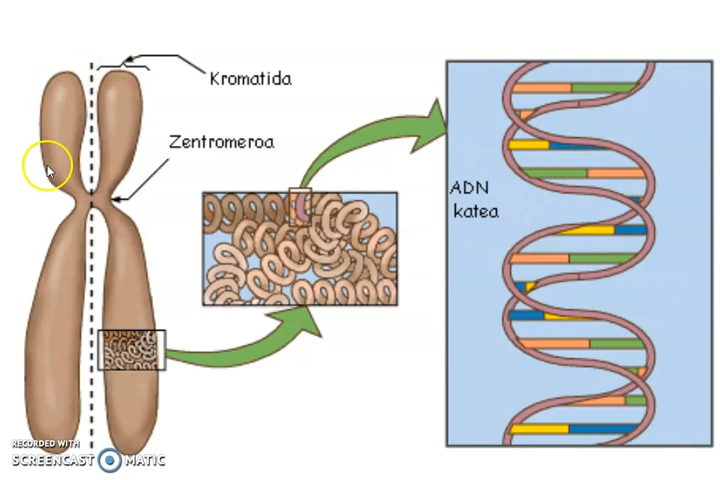 Kromatida
Zentromeroa
ADN
katea
RECORDED WITH
SCREENCAST MATIC